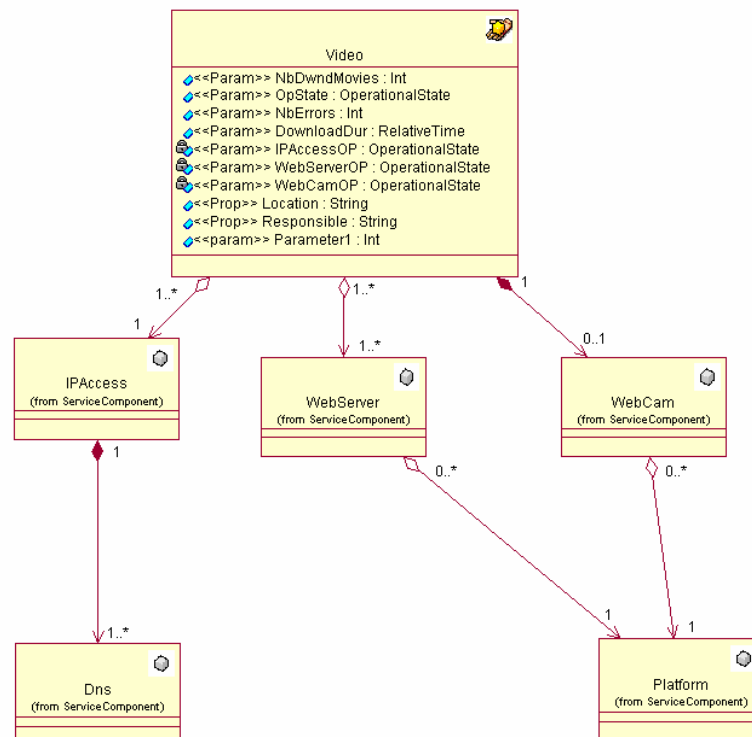 Video
<<Param>> NbDwndMovies : Int
<<Param>> OpState : OperationalState
<<Param>> NbErrors : Int
<<Param>> DownloadDur : RelativeTime
<<Param>> IPAccessOP : OperationalState
<<Param>> WebServerOP : OperationalState
<<Param>> WebCamOP : OperationalState
<<Prop>> Location : String
<<Prop>> Responsible : String
<<param>> Parameter1 : Int
1..*
1..*
1
1
1..*
0..1
IPAccess
(from ServiceComponent)
WebServer
(from ServiceComponent)
WebCam
(from ServiceComponent)
1
0..*
0..*
1..*
1
1
Dns
(from ServiceComponent)
Platform
(from ServiceComponent)